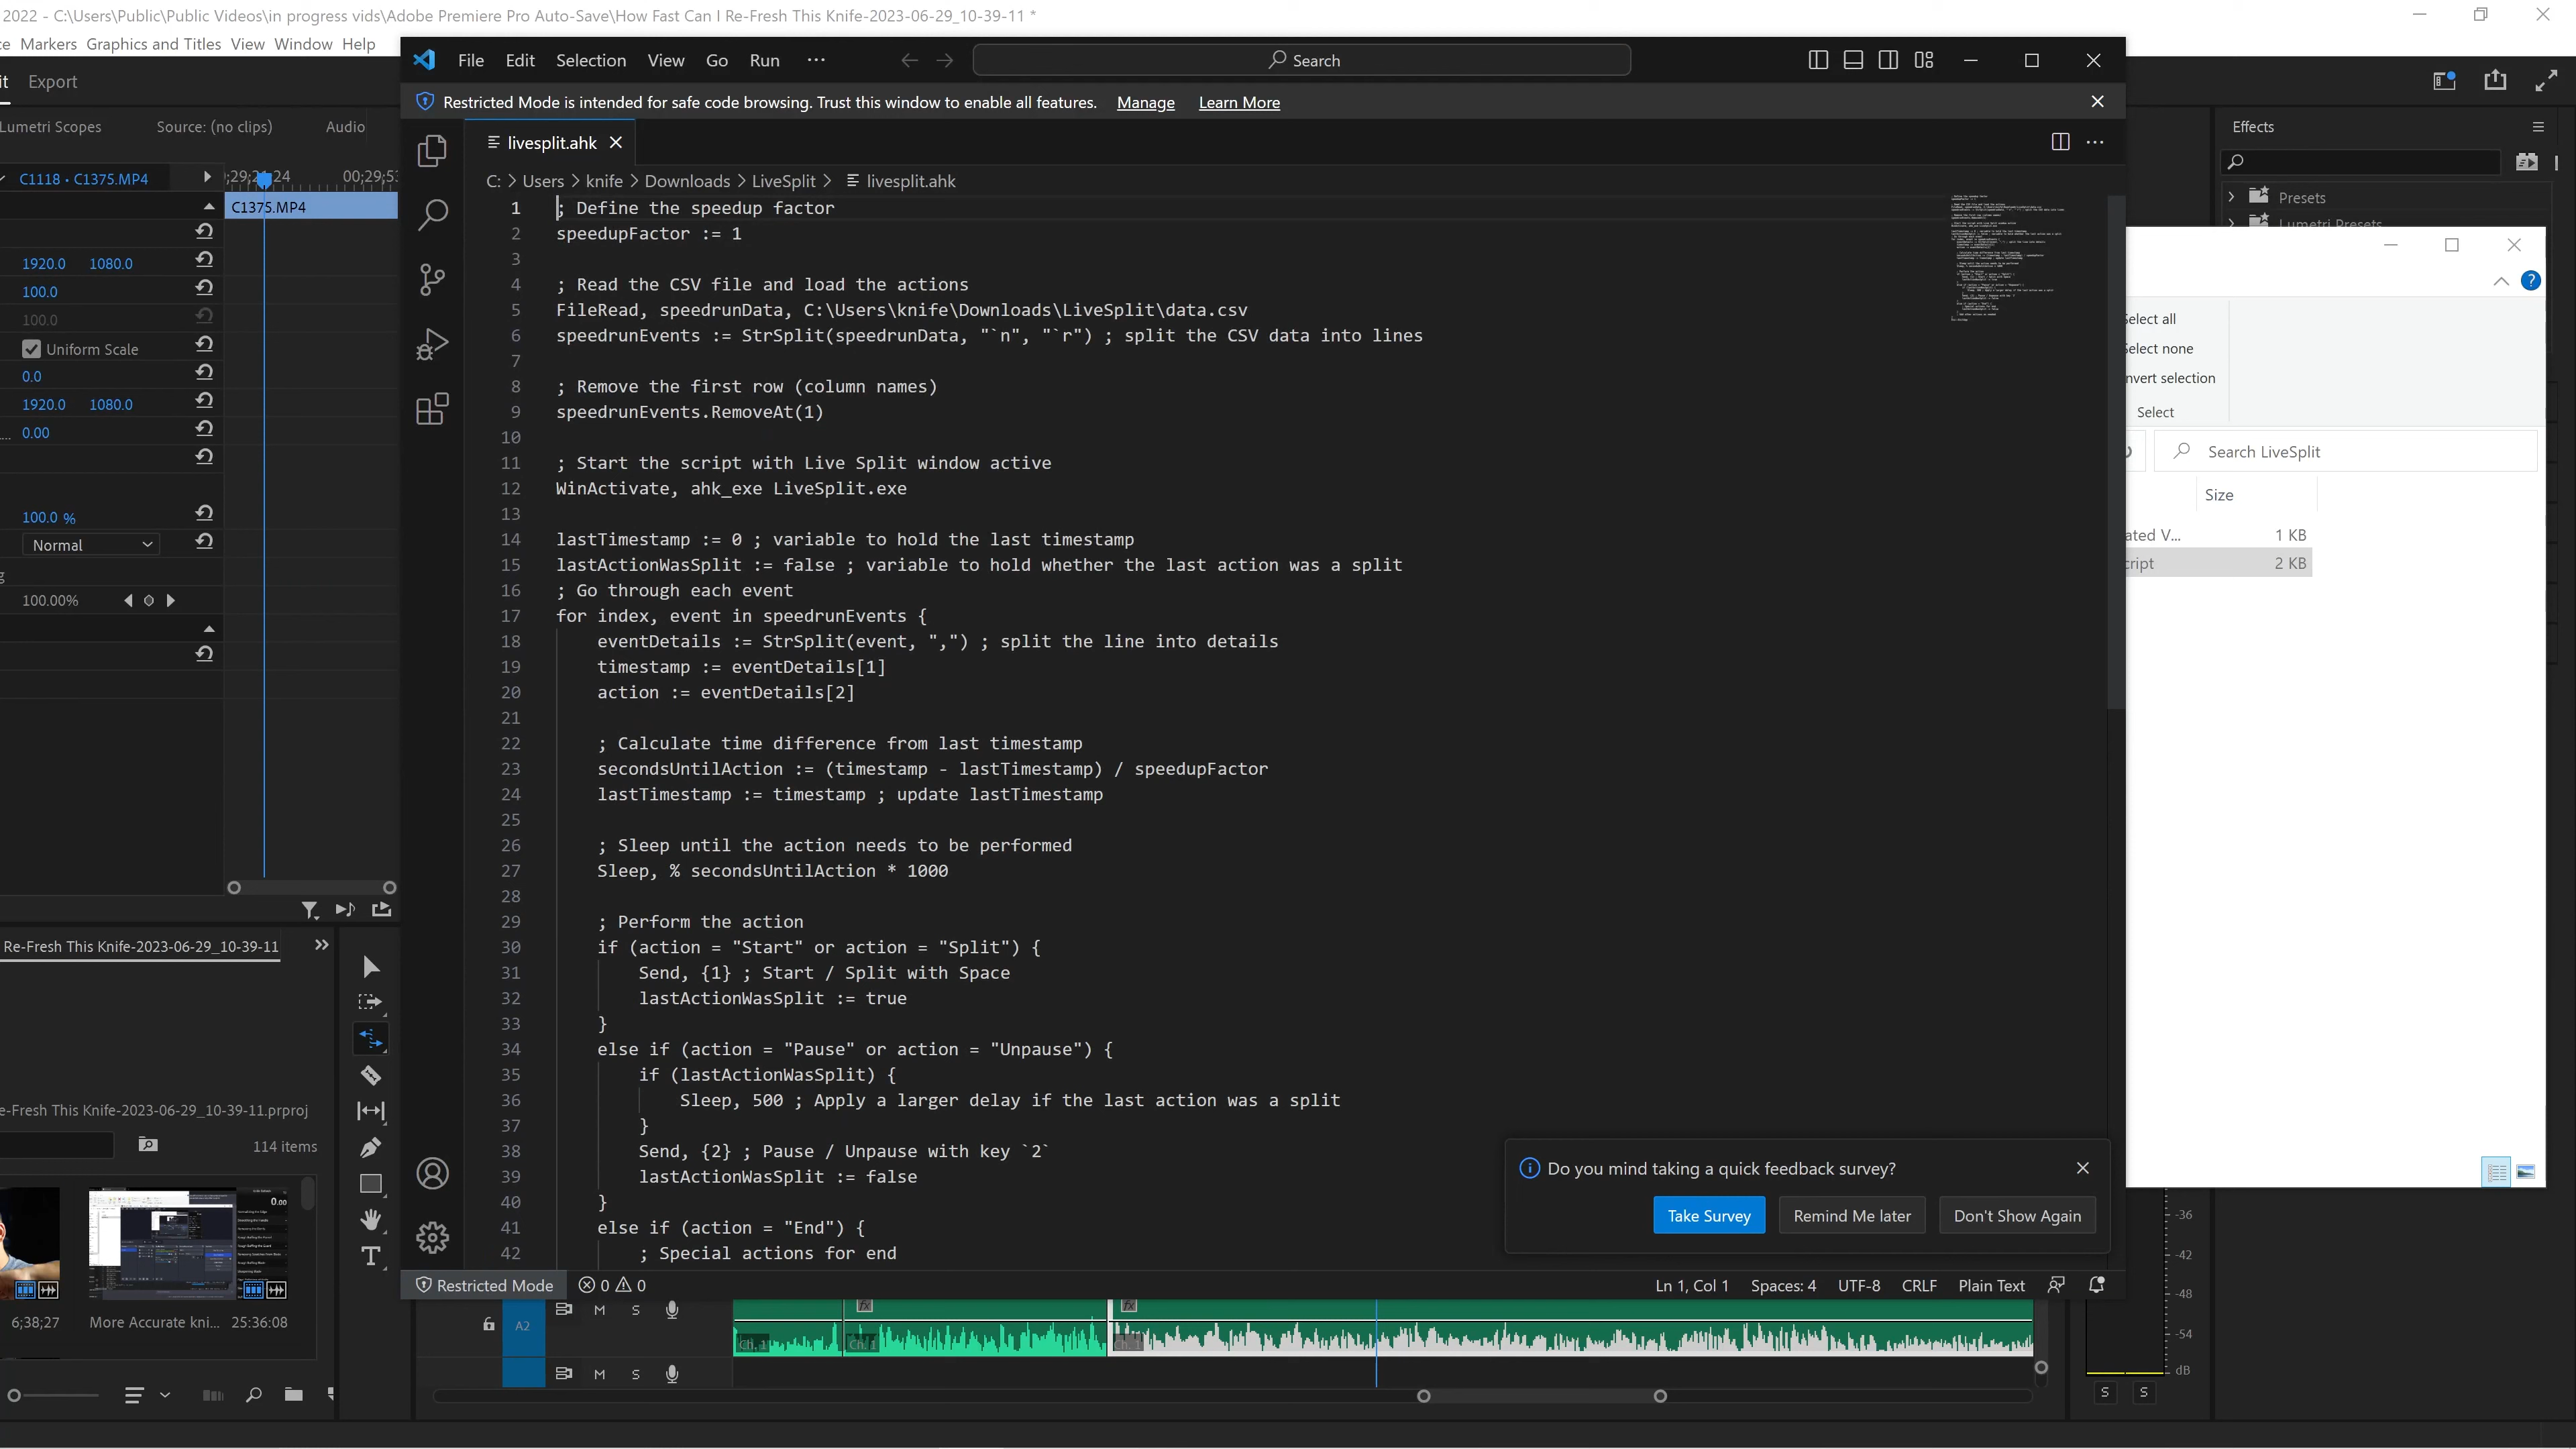 2022 - C:\Users\Public\Public Videos\in progress vids\Adobe Premiere Pro Auto-Save\How Fast Can I Re-Fresh This Knife-2023-06-29_10-39-11 *
ce Markers Graphics and Titles View Window Help
it Export
Lumetri Scopes Source: (no clips) Audio
C1118 • C1375.MP4
;29;21;24 00;29;53
C1375.MP4
1920.0 1080.0
100.0
100.0
Uniform Scale
0.0
1920.0 1080.0
... 0.00
100.0 %
Normal
g
100.00%
Re-Fresh This Knife-2023-06-29_10-39-11
e-Fresh This Knife-2023-06-29_10-39-11.prproj
114 items
6;38;27
More Accurate kni... 25:36:08
File Edit Selection View Go Run ···
Search
Restricted Mode is intended for safe code browsing. Trust this window to enable all features. Manage Learn More
livesplit.ahk
C: > Users > knife > Downloads > LiveSplit > livesplit.ahk
1 ; Define the speedup factor
2 speedupFactor := 1
3
4 ; Read the CSV file and load the actions
5 FileRead, speedrunData, C:\Users\knife\Downloads\LiveSplit\data.csv
6 speedrunEvents := StrSplit(speedrunData, "`n", "`r") ; split the CSV data into lines
7
8 ; Remove the first row (column names)
9 speedrunEvents.RemoveAt(1)
10
11 ; Start the script with Live Split window active
12 WinActivate, ahk_exe LiveSplit.exe
13
14 lastTimestamp := 0 ; variable to hold the last timestamp
15 lastActionWasSplit := false ; variable to hold whether the last action was a split
16 ; Go through each event
17 for index, event in speedrunEvents {
18 eventDetails := StrSplit(event, ",") ; split the line into details
19 timestamp := eventDetails[1]
20 action := eventDetails[2]
21
22 ; Calculate time difference from last timestamp
23 secondsUntilAction := (timestamp - lastTimestamp) / speedupFactor
24 lastTimestamp := timestamp ; update lastTimestamp
25
26 ; Sleep until the action needs to be performed
27 Sleep, % secondsUntilAction * 1000
28
29 ; Perform the action
30 if (action = "Start" or action = "Split") {
31 Send, {1} ; Start / Split with Space
32 lastActionWasSplit := true
33 }
34 else if (action = "Pause" or action = "Unpause") {
35 if (lastActionWasSplit) {
36 Sleep, 500 ; Apply a larger delay if the last action was a split
37 }
38 Send, {2} ; Pause / Unpause with key `2`
39 lastActionWasSplit := false
40 }
41 else if (action = "End") {
42 ; Special actions for end
Do you mind taking a quick feedback survey?
Take Survey Remind Me later Don't Show Again
Restricted Mode 0 0
Ln 1, Col 1 Spaces: 4 UTF-8 CRLF Plain Text
A2 M S
Ch. 1 Ch. 1 Ch. 1
M S
Effects
Presets
Lumetri Presets
Select all
Select none
nvert selection
Select
Search LiveSplit
Size
ated V... 1 KB
cript 2 KB
-36
-42
-48
-54
dB
S S